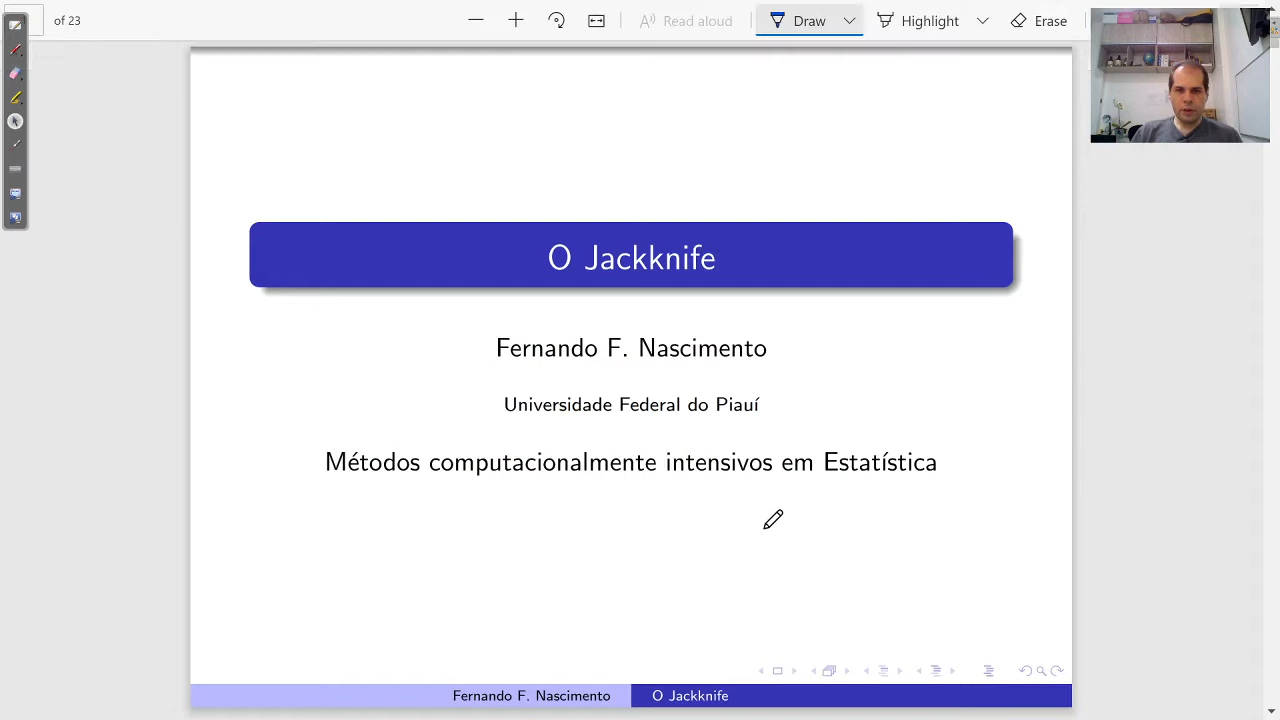 of 23
Read aloud
Draw
Highlight
Erase
O Jackknife
Fernando F. Nascimento
Universidade Federal do Piauí
Métodos computacionalmente intensivos em Estatística
Fernando F. Nascimento
O Jackknife